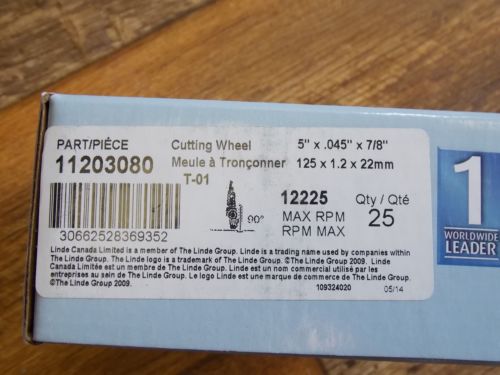 PART/PIÈCE
11203080
Cutting Wheel
Meule à Tronçonner
T-01
5" x .045" x 7/8"
125 x 1.2 x 22mm
90°
12225
MAX RPM
RPM MAX
Qty / Qté
25
30662528369352
Linde Canada Limited is a member of The Linde Group. Linde is a trading name used by companies within
The Linde Group. The Linde logo is a trademark of The Linde Group. ©The Linde Group 2009. Linde
Canada Limitée est un membre de The Linde Group. Linde est un nom commercial utilisé par les
entreprises au sein de The Linde Group. Le logo Linde est une marque de commerce de The Linde Group.
©The Linde Group 2009.
109324020
05/14
1
WORLDWIDE
LEADER